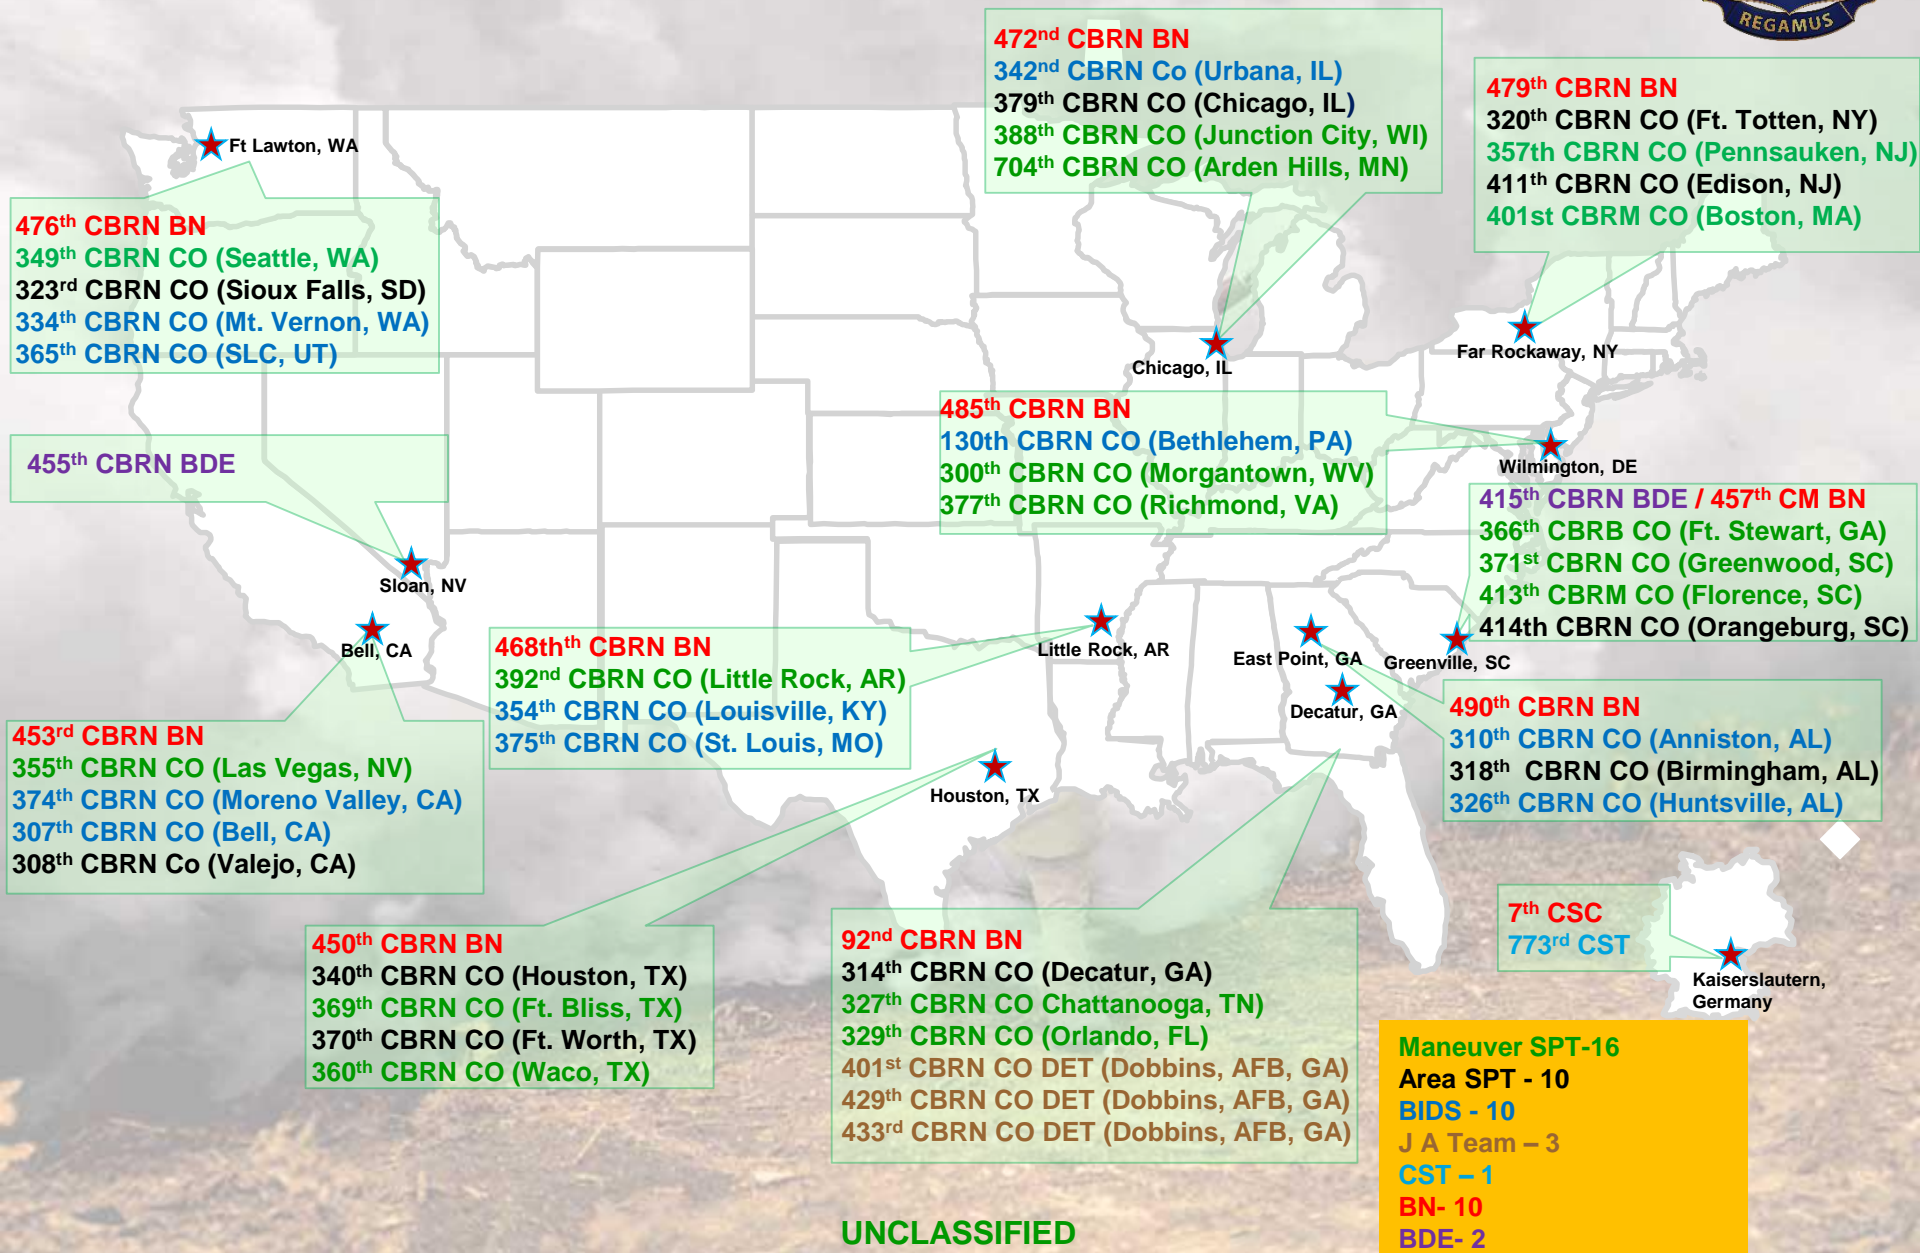 REGAMUS
472nd CBRN BN
342nd CBRN Co (Urbana, IL)
379th CBRN CO (Chicago, IL)
388th CBRN CO (Junction City, WI)
704th CBRN CO (Arden Hills, MN)
479th CBRN BN
320th CBRN CO (Ft. Totten, NY)
357th CBRN CO (Pennsauken, NJ)
411th CBRN CO (Edison, NJ)
401st CBRM CO (Boston, MA)
Ft Lawton, WA
476th CBRN BN
349th CBRN CO (Seattle, WA)
323rd CBRN CO (Sioux Falls, SD)
334th CBRN CO (Mt. Vernon, WA)
365th CBRN CO (SLC, UT)
Chicago, IL
Far Rockaway, NY
455th CBRN BDE
485th CBRN BN
130th CBRN CO (Bethlehem, PA)
300th CBRN CO (Morgantown, WV)
377th CBRN CO (Richmond, VA)
Wilmington, DE
415th CBRN BDE / 457th CM BN
366th CBRB CO (Ft. Stewart, GA)
371st CBRN CO (Greenwood, SC)
413th CBRM CO (Florence, SC)
414th CBRN CO (Orangeburg, SC)
Sloan, NV
Bell, CA
468thth CBRN BN
392nd CBRN CO (Little Rock, AR)
354th CBRN CO (Louisville, KY)
375th CBRN CO (St. Louis, MO)
Little Rock, AR
East Point, GA
Greenville, SC
Decatur, GA
490th CBRN BN
310th CBRN CO (Anniston, AL)
318th CBRN CO (Birmingham, AL)
326th CBRN CO (Huntsville, AL)
453rd CBRN BN
355th CBRN CO (Las Vegas, NV)
374th CBRN CO (Moreno Valley, CA)
307th CBRN CO (Bell, CA)
308th CBRN Co (Valejo, CA)
Houston, TX
450th CBRN BN
340th CBRN CO (Houston, TX)
369th CBRN CO (Ft. Bliss, TX)
370th CBRN CO (Ft. Worth, TX)
360th CBRN CO (Waco, TX)
92nd CBRN BN
314th CBRN CO (Decatur, GA)
327th CBRN CO Chattanooga, TN)
329th CBRN CO (Orlando, FL)
401st CBRN CO DET (Dobbins, AFB, GA)
429th CBRN CO DET (Dobbins, AFB, GA)
433rd CBRN CO DET (Dobbins, AFB, GA)
7th CSC
773rd CST
Kaiserslautern,
Germany
Maneuver SPT-16
Area SPT - 10
BIDS - 10
J A Team – 3
CST – 1
BN- 10
BDE- 2
UNCLASSIFIED